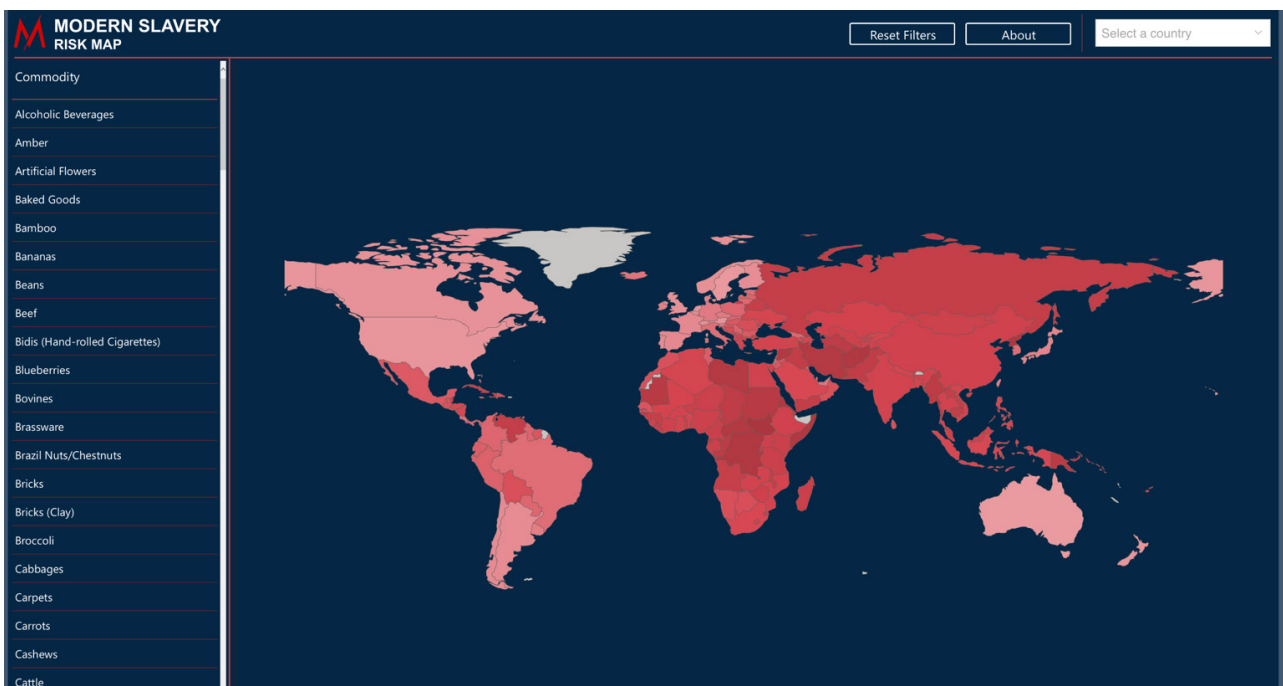 MODERN SLAVERY
RISK MAP
Reset Filters
About
Select a country
Commodity
Alcoholic Beverages
Amber
Artificial Flowers
Baked Goods
Bamboo
Bananas
Beans
Beef
Bidis (Hand-rolled Cigarettes)
Blueberries
Bovines
Brassware
Brazil Nuts/Chestnuts
Bricks
Bricks (Clay)
Broccoli
Cabbages
Carpets
Carrots
Cashews
Cattle